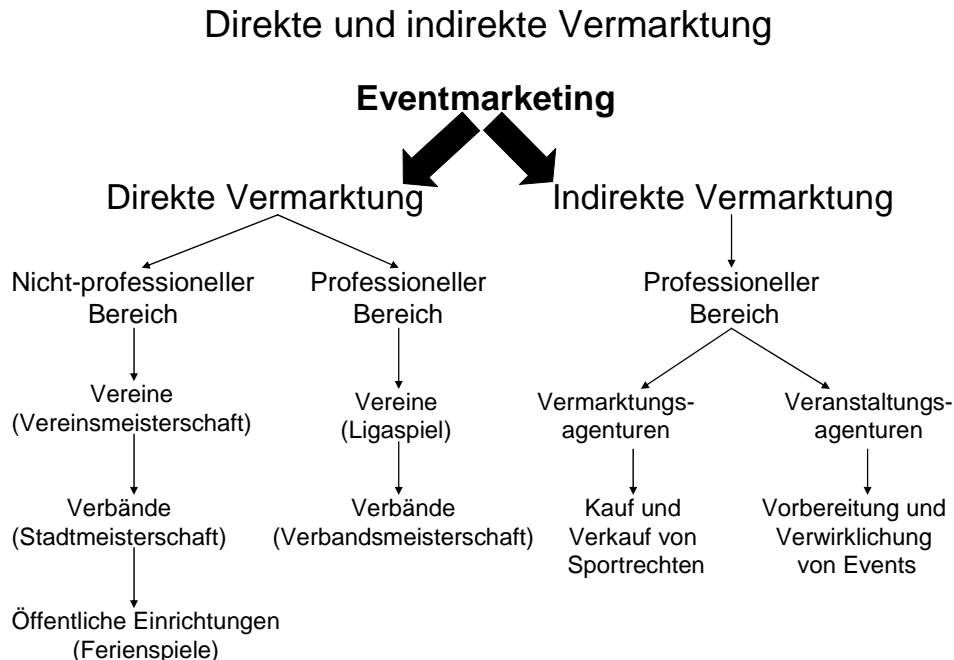 Direkte und indirekte Vermarktung
Eventmarketing
Direkte Vermarktung
Indirekte Vermarktung
Nicht-professioneller
Bereich
Professioneller
Bereich
Professioneller
Bereich
Vereine
(Vereinsmeisterschaft)
Vereine
(Ligaspiel)
Vermarktungs-
agenturen
Veranstaltungs-
agenturen
Verbände
(Stadtmeisterschaft)
Verbände
(Verbandsmeisterschaft)
Kauf und
Verkauf von
Sportrechten
Vorbereitung und
Verwirklichung
von Events
Öffentliche Einrichtungen
(Ferienspiele)